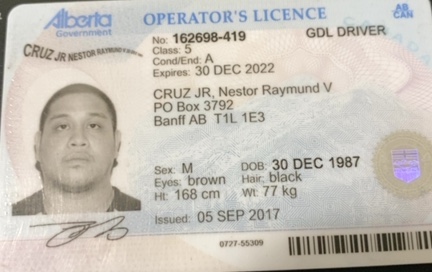 Alberta
Government
OPERATOR'S LICENCE
AB
CAN
No: 162698-419
GDL DRIVER
Class: 5
Cond/End: A
Expires: 30 DEC 2022
CRUZ JR, Nestor Raymund V
PO Box 3792
Banff AB T1L 1E3
Sex: M
DOB: 30 DEC 1987
Eyes: brown
Hair: black
Ht: 168 cm
Wt: 77 kg
Issued: 05 SEP 2017
0727-55309
CRUZ JR NESTOR RAYMUND
CANADA